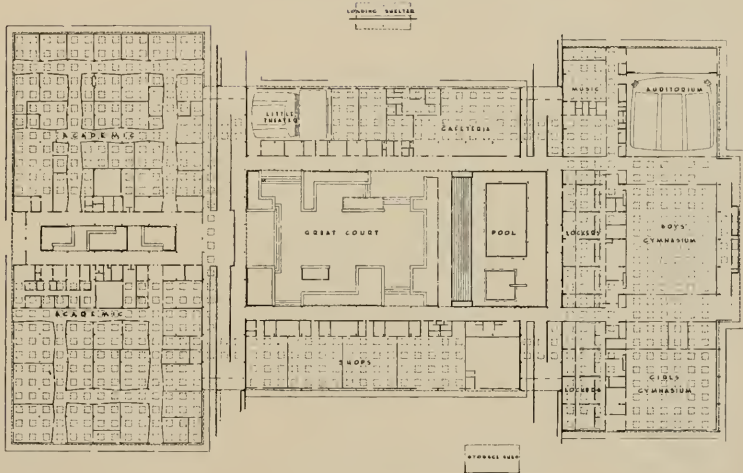 LOADING SHELTER
MUSIC
AUDITORIUM
LITTLE
THEATER
ACADEMIC
CAFETERIA
GREAT COURT
POOL
LOCKERS
BOYS'
GYMNASIUM
ACADEMIC
SHOPS
LOCKERS
GIRLS
GYMNASIUM
STORAGE SHED